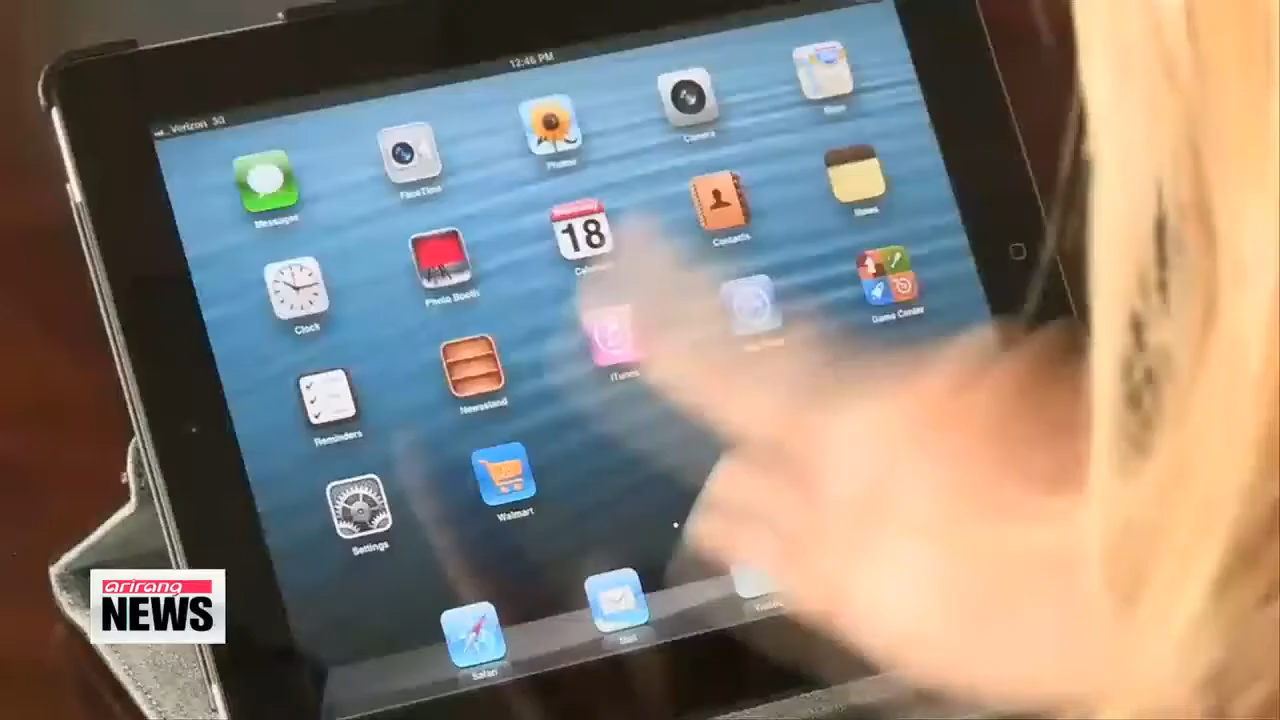 Verizon 3G
12:46 PM
Messages
FaceTime
Photos
Camera
Clock
Photo Booth
18
Contacts
Notes
Reminders
Newsstand
iTunes
Game Center
Settings
Walmart
Safari
Mail
arirang
NEWS